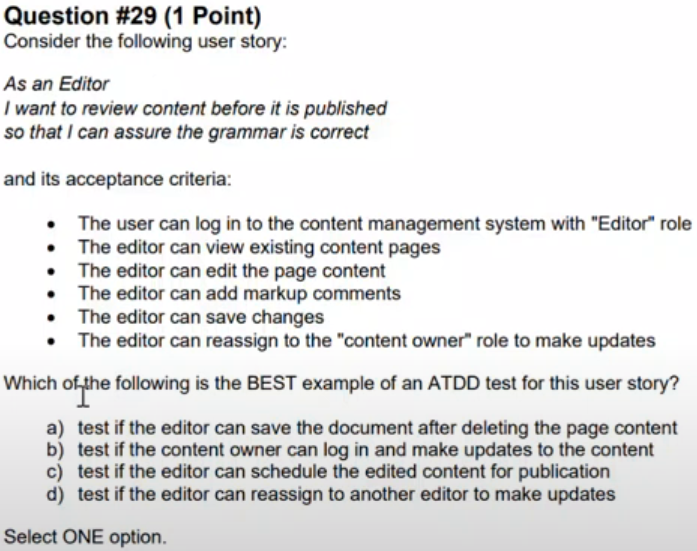 Question #29 (1 Point)
Consider the following user story:
As an Editor
I want to review content before it is published
so that I can assure the grammar is correct
and its acceptance criteria:
• The user can log in to the content management system with "Editor" role
• The editor can view existing content pages
• The editor can edit the page content
• The editor can add markup comments
• The editor can save changes
• The editor can reassign to the "content owner" role to make updates
Which of the following is the BEST example of an ATDD test for this user story?
a) test if the editor can save the document after deleting the page content
b) test if the content owner can log in and make updates to the content
c) test if the editor can schedule the edited content for publication
d) test if the editor can reassign to another editor to make updates
Select ONE option.